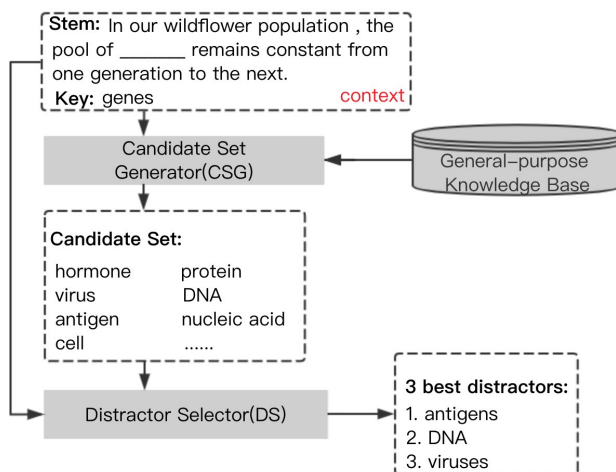 Stem: In our wildflower population , the
pool of ______ remains constant from
one generation to the next.
Key: genes context
Candidate Set
Generator(CSG)
General-purpose
Knowledge Base
Candidate Set:
hormone protein
virus DNA
antigen nucleic acid
cell ......
Distractor Selector(DS)
3 best distractors:
1. antigens
2. DNA
3. viruses